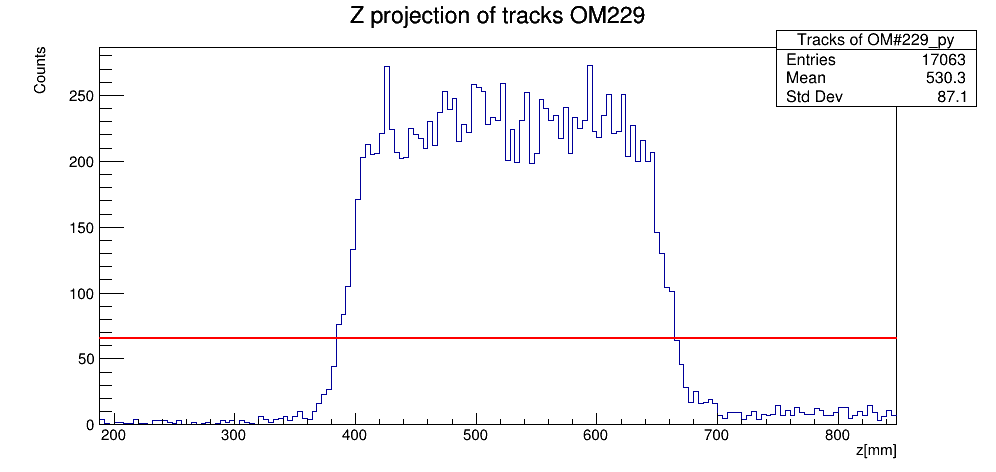 Z projection of tracks OM229
Tracks of OM#229_py
Entries 17063
Mean 530.3
Std Dev 87.1
Counts
250
200
150
100
50
0
200 300 400 500 600 700 800
z[mm]